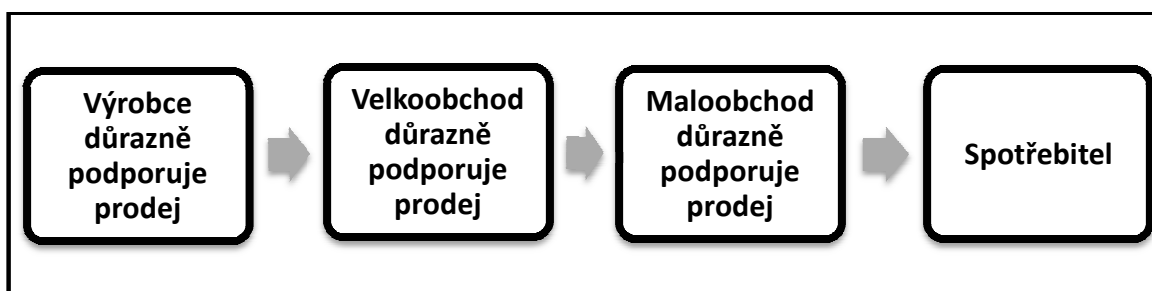 Výrobce
důrazně
podporuje
prodej
Velkoobchod
důrazně
podporuje
prodej
Maloobchod
důrazně
podporuje
prodej
Spotřebitel